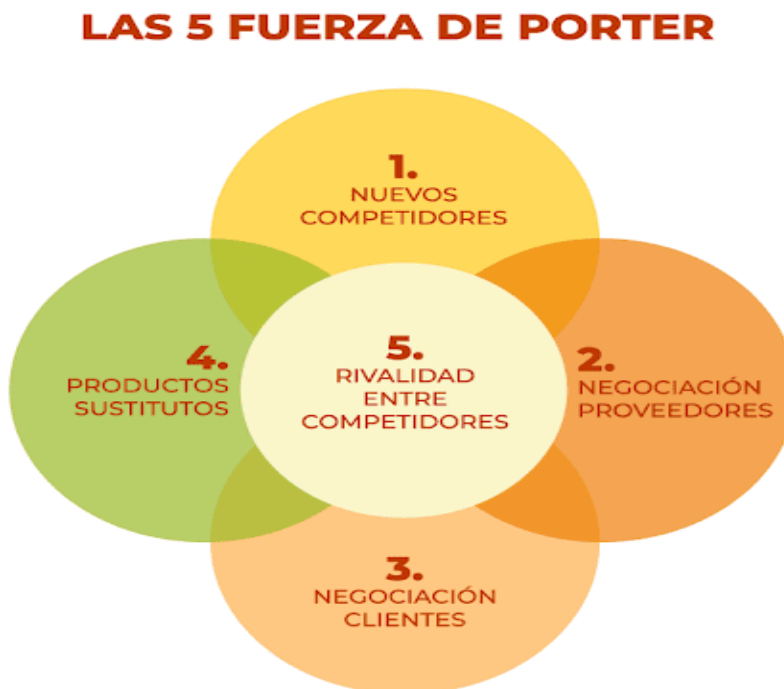 LAS 5 FUERZA DE PORTER
1.
NUEVOS
COMPETIDORES
4.
PRODUCTOS
SUSTITUTOS
5.
RIVALIDAD
ENTRE
COMPETIDORES
2.
NEGOCIACIÓN
PROVEEDORES
3.
NEGOCIACIÓN
CLIENTES